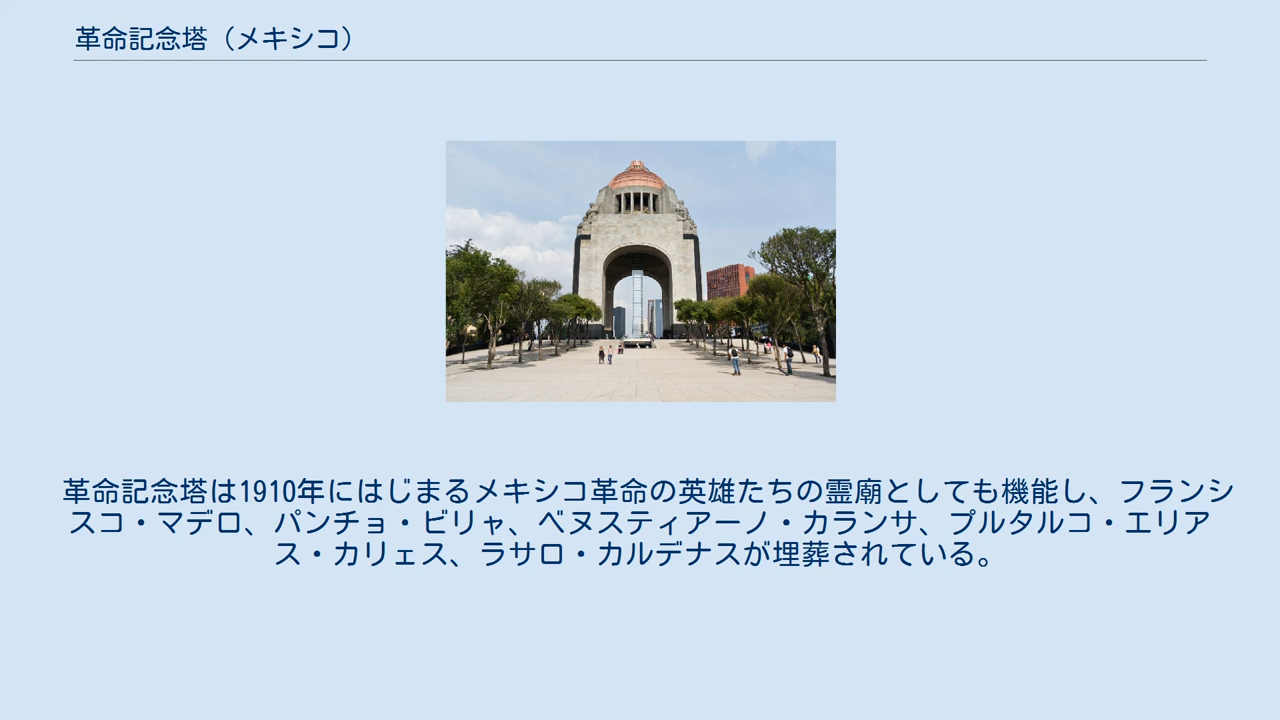 革命記念塔（メキシコ）
革命記念塔は1910年にはじまるメキシコ革命の英雄たちの霊廟としても機能し、フランシ
スコ・マデロ、パンチョ・ビリャ、ベヌスティアーノ・カランサ、プルタルコ・エリア
ス・カリェス、ラサロ・カルデナスが埋葬されている。